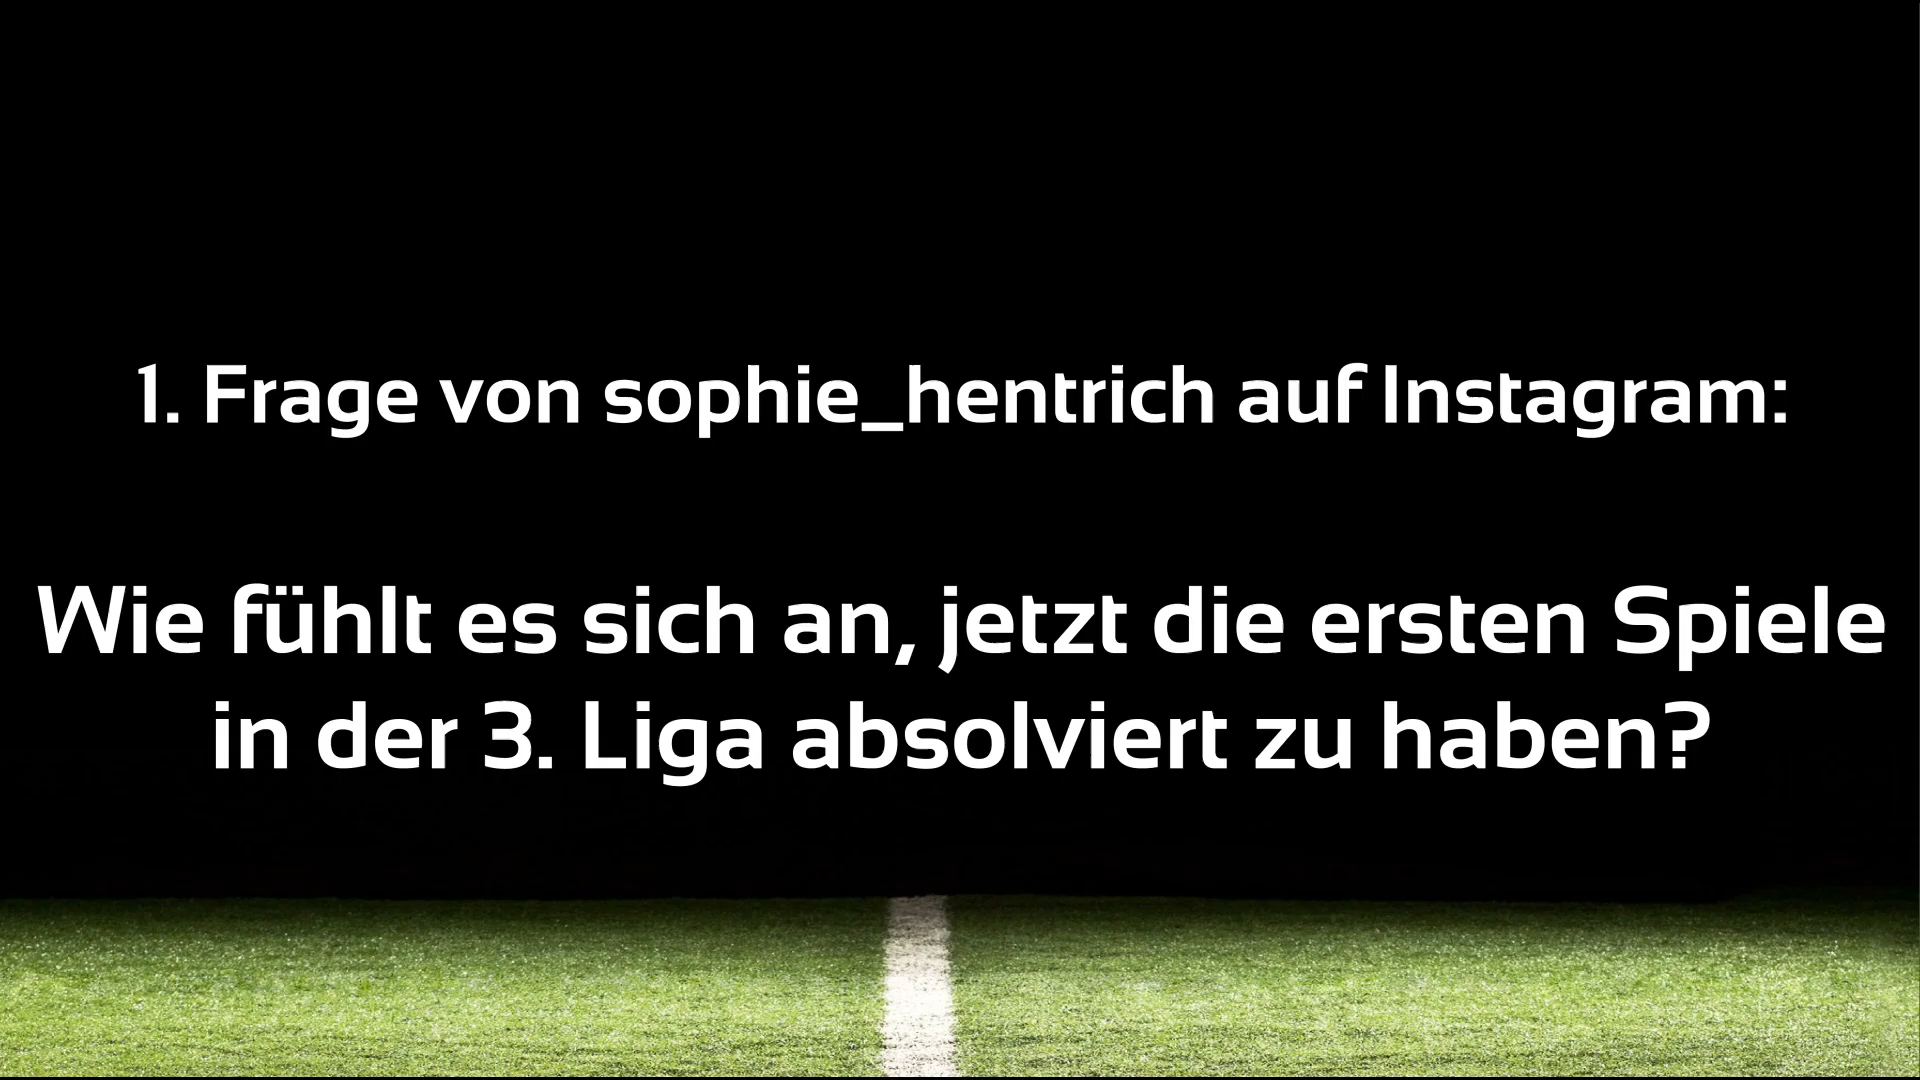 1. Frage von sophie_hentrich auf Instagram:
Wie fühlt es sich an, jetzt die ersten Spiele
in der 3. Liga absolviert zu haben?